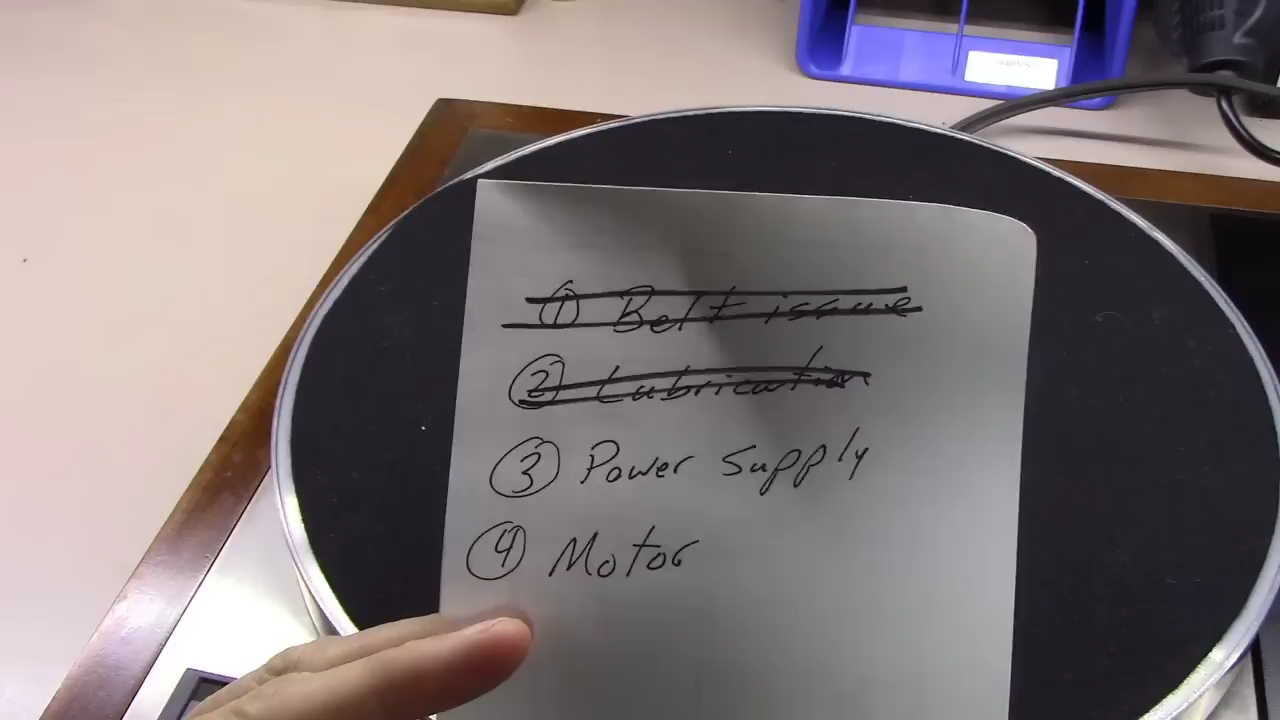 ① Belt issue
② Lubrication
③ Power Supply
④ Motor